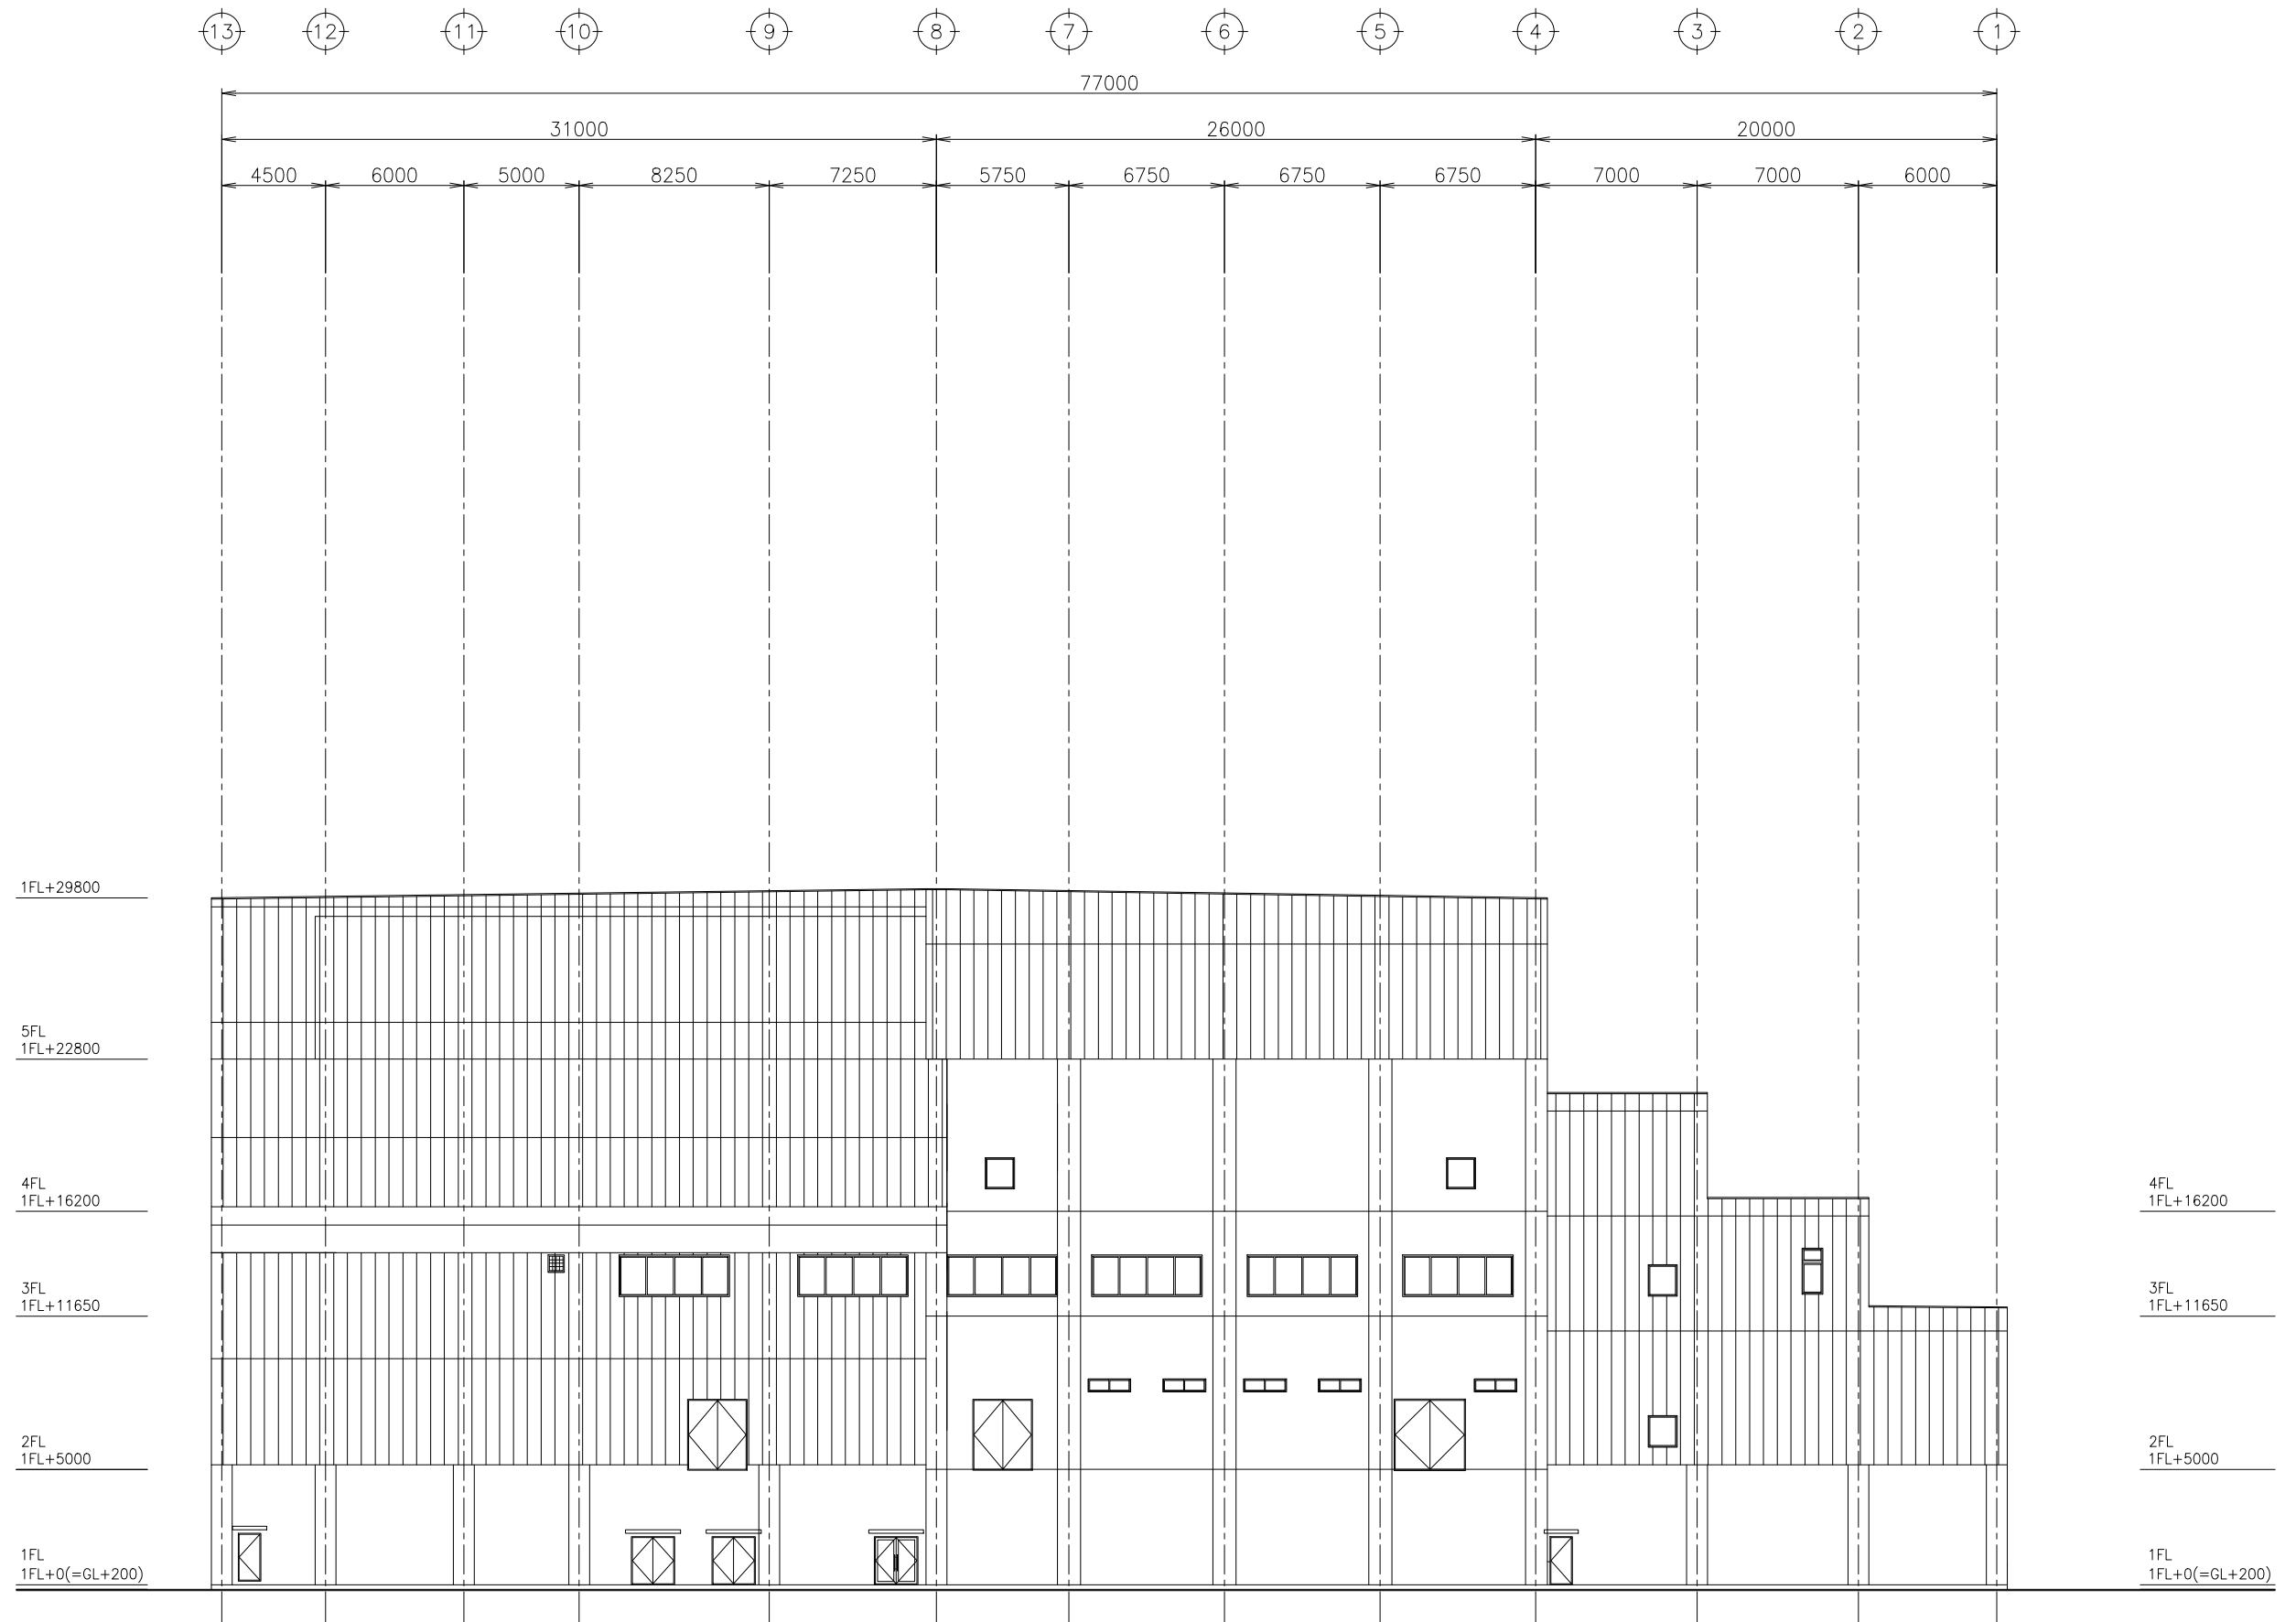 13 12 11 10 9 8 7 6 5 4 3 2 1
77000
31000 26000 20000
4500 6000 5000 8250 7250 5750 6750 6750 6750 7000 7000 6000
1FL+29800
5FL
1FL+22800
4FL
1FL+16200
3FL
1FL+11650
2FL
1FL+5000
1FL
1FL+0(=GL+200)
4FL
1FL+16200
3FL
1FL+11650
2FL
1FL+5000
1FL
1FL+0(=GL+200)